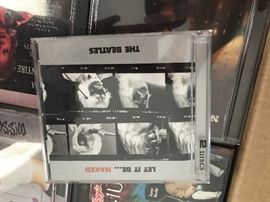 THE BEATLES
LET IT BE... NAKED
2 DISCS